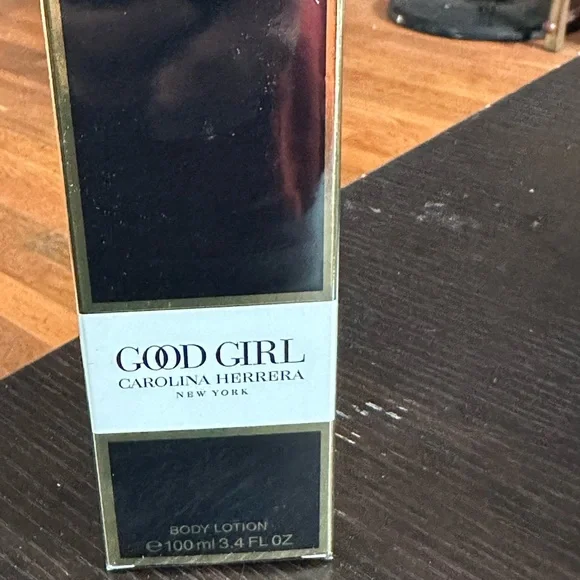 GOOD GIRL
CAROLINA HERRERA
NEW YORK
BODY LOTION
℮100 ml 3.4 FL OZ